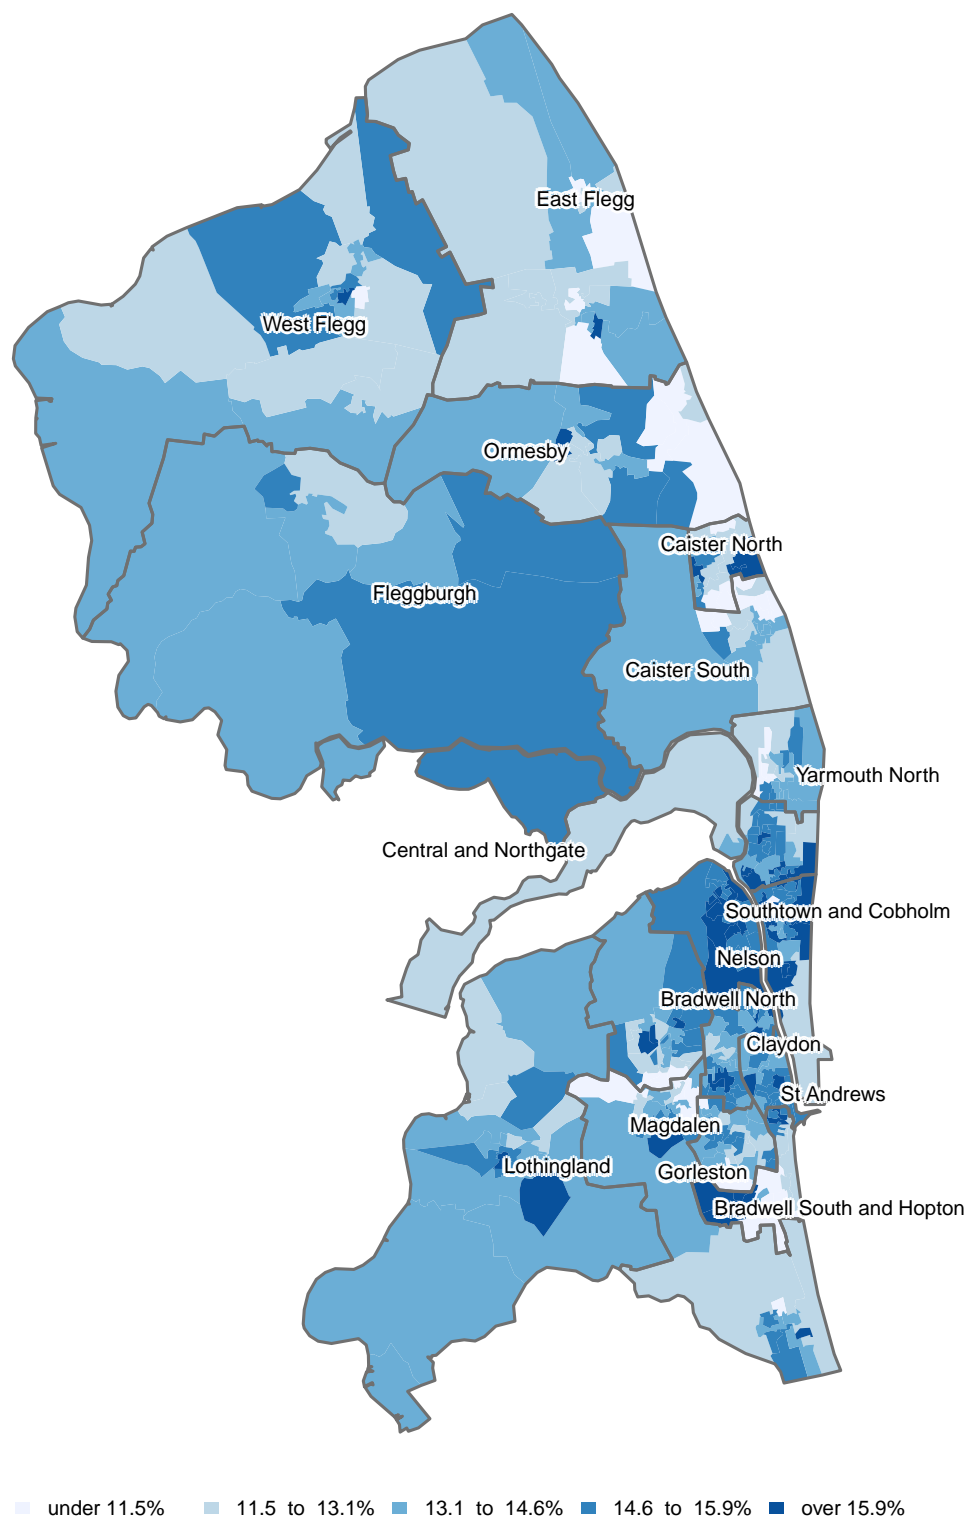 East Flegg
West Flegg
Ormesby
Caister North
Fleggburgh
Caister South
Yarmouth North
Central and Northgate
Southtown and Cobholm
Nelson
Bradwell North
Claydon
St Andrews
Magdalen
Lothingland
Gorleston
Bradwell South and Hopton
under 11.5% 11.5 to 13.1% 13.1 to 14.6% 14.6 to 15.9% over 15.9%